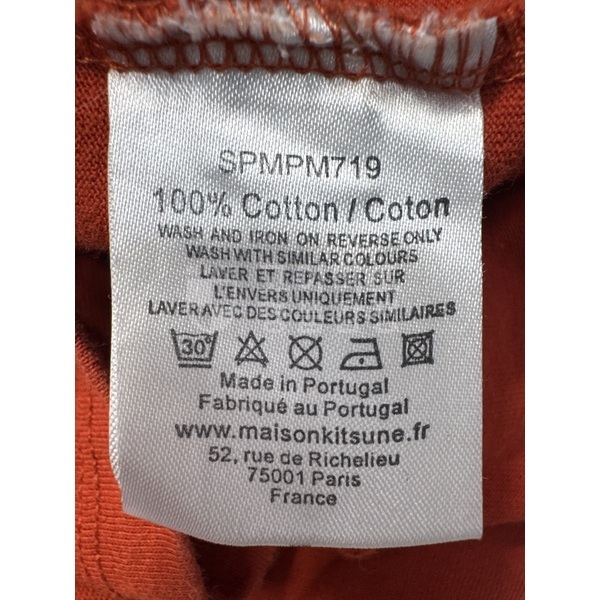 SPMPM719
100% Cotton / Coton
WASH AND IRON ON REVERSE ONLY
WASH WITH SIMILAR COLOURS
LAVER ET REPASSER SUR
L'ENVERS UNIQUEMENT
LAVER AVEC DES COULEURS SIMILAIRES
30°
Made in Portugal
Fabriqué au Portugal
www.maisonkitsune.fr
52, rue de Richelieu
75001 Paris
France